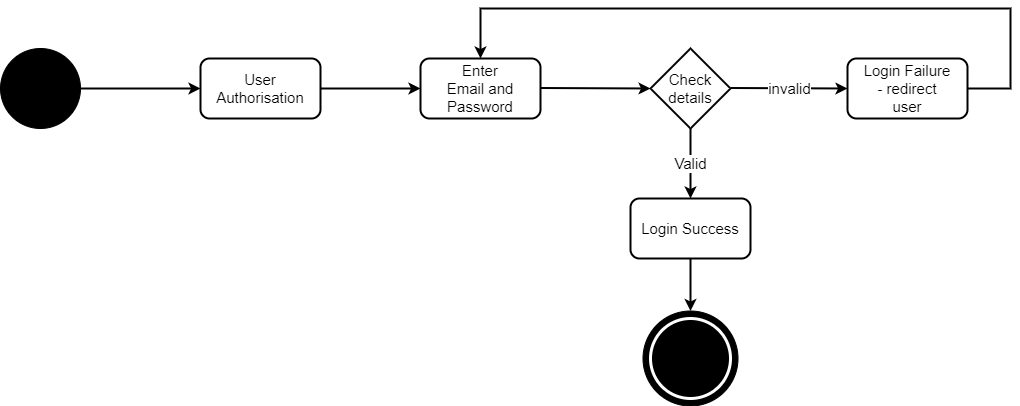 User
Authorisation
Enter
Email and
Password
Check
details
invalid
Login Failure
- redirect
user
Valid
Login Success